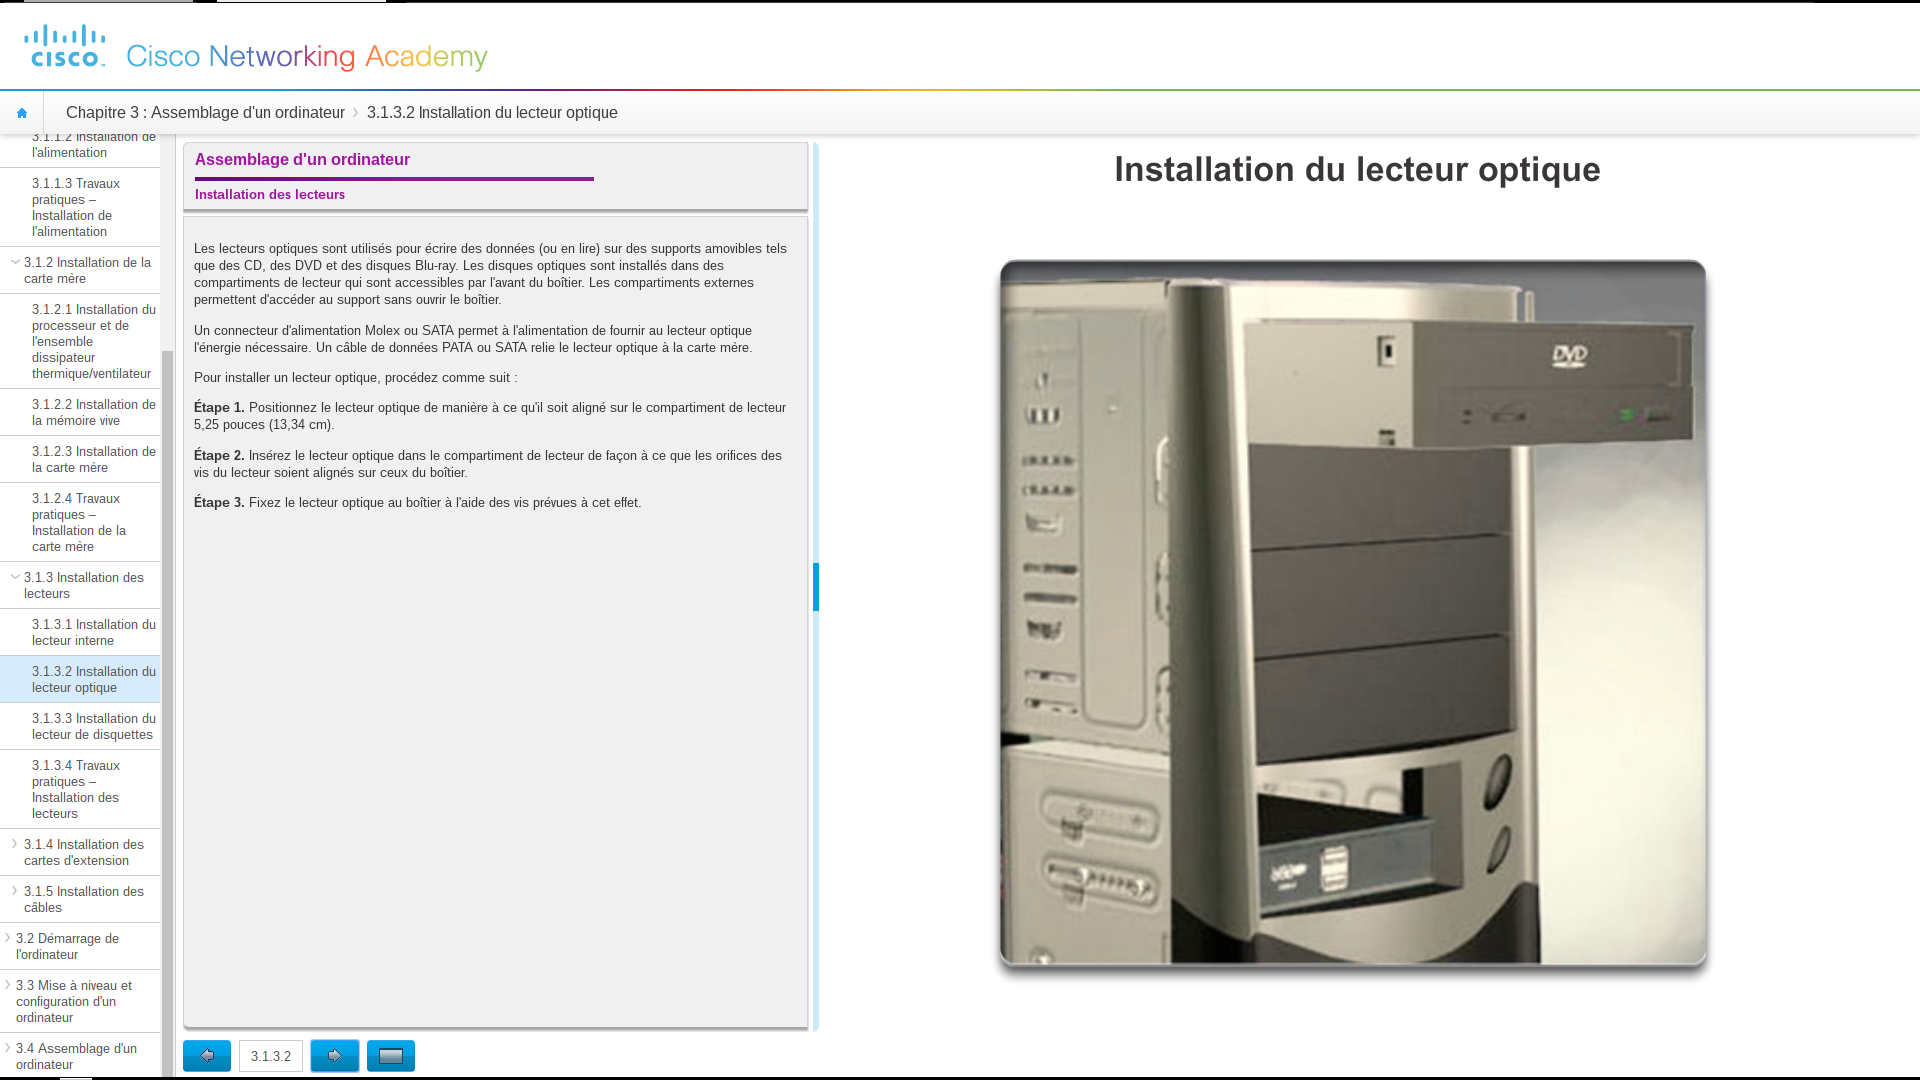 cisco
Cisco Networking Academy
Chapitre 3 : Assemblage d'un ordinateur
3.1.3.2 Installation du lecteur optique
3.1.1.2 Installation de
l'alimentation
3.1.1.3 Travaux
pratiques –
Installation de
l'alimentation
3.1.2 Installation de la
carte mère
3.1.2.1 Installation du
processeur et de
l'ensemble
dissipateur
thermique/ventilateur
3.1.2.2 Installation de
la mémoire vive
3.1.2.3 Installation de
la carte mère
3.1.2.4 Travaux
pratiques –
Installation de la
carte mère
3.1.3 Installation des
lecteurs
3.1.3.1 Installation du
lecteur interne
3.1.3.2 Installation du
lecteur optique
3.1.3.3 Installation du
lecteur de disquettes
3.1.3.4 Travaux
pratiques –
Installation des
lecteurs
3.1.4 Installation des
cartes d'extension
3.1.5 Installation des
câbles
3.2 Démarrage de
l'ordinateur
3.3 Mise à niveau et
configuration d'un
ordinateur
3.4 Assemblage d'un
ordinateur
Assemblage d'un ordinateur
Installation des lecteurs
Les lecteurs optiques sont utilisés pour écrire des données (ou en lire) sur des supports amovibles tels
que des CD, des DVD et des disques Blu-ray. Les disques optiques sont installés dans des
compartiments de lecteur qui sont accessibles par l'avant du boîtier. Les compartiments externes
permettent d'accéder au support sans ouvrir le boîtier.
Un connecteur d'alimentation Molex ou SATA permet à l'alimentation de fournir au lecteur optique
l'énergie nécessaire. Un câble de données PATA ou SATA relie le lecteur optique à la carte mère.
Pour installer un lecteur optique, procédez comme suit :
Étape 1. Positionnez le lecteur optique de manière à ce qu'il soit aligné sur le compartiment de lecteur
5,25 pouces (13,34 cm).
Étape 2. Insérez le lecteur optique dans le compartiment de lecteur de façon à ce que les orifices des
vis du lecteur soient alignés sur ceux du boîtier.
Étape 3. Fixez le lecteur optique au boîtier à l'aide des vis prévues à cet effet.
3.1.3.2
Installation du lecteur optique
DVD